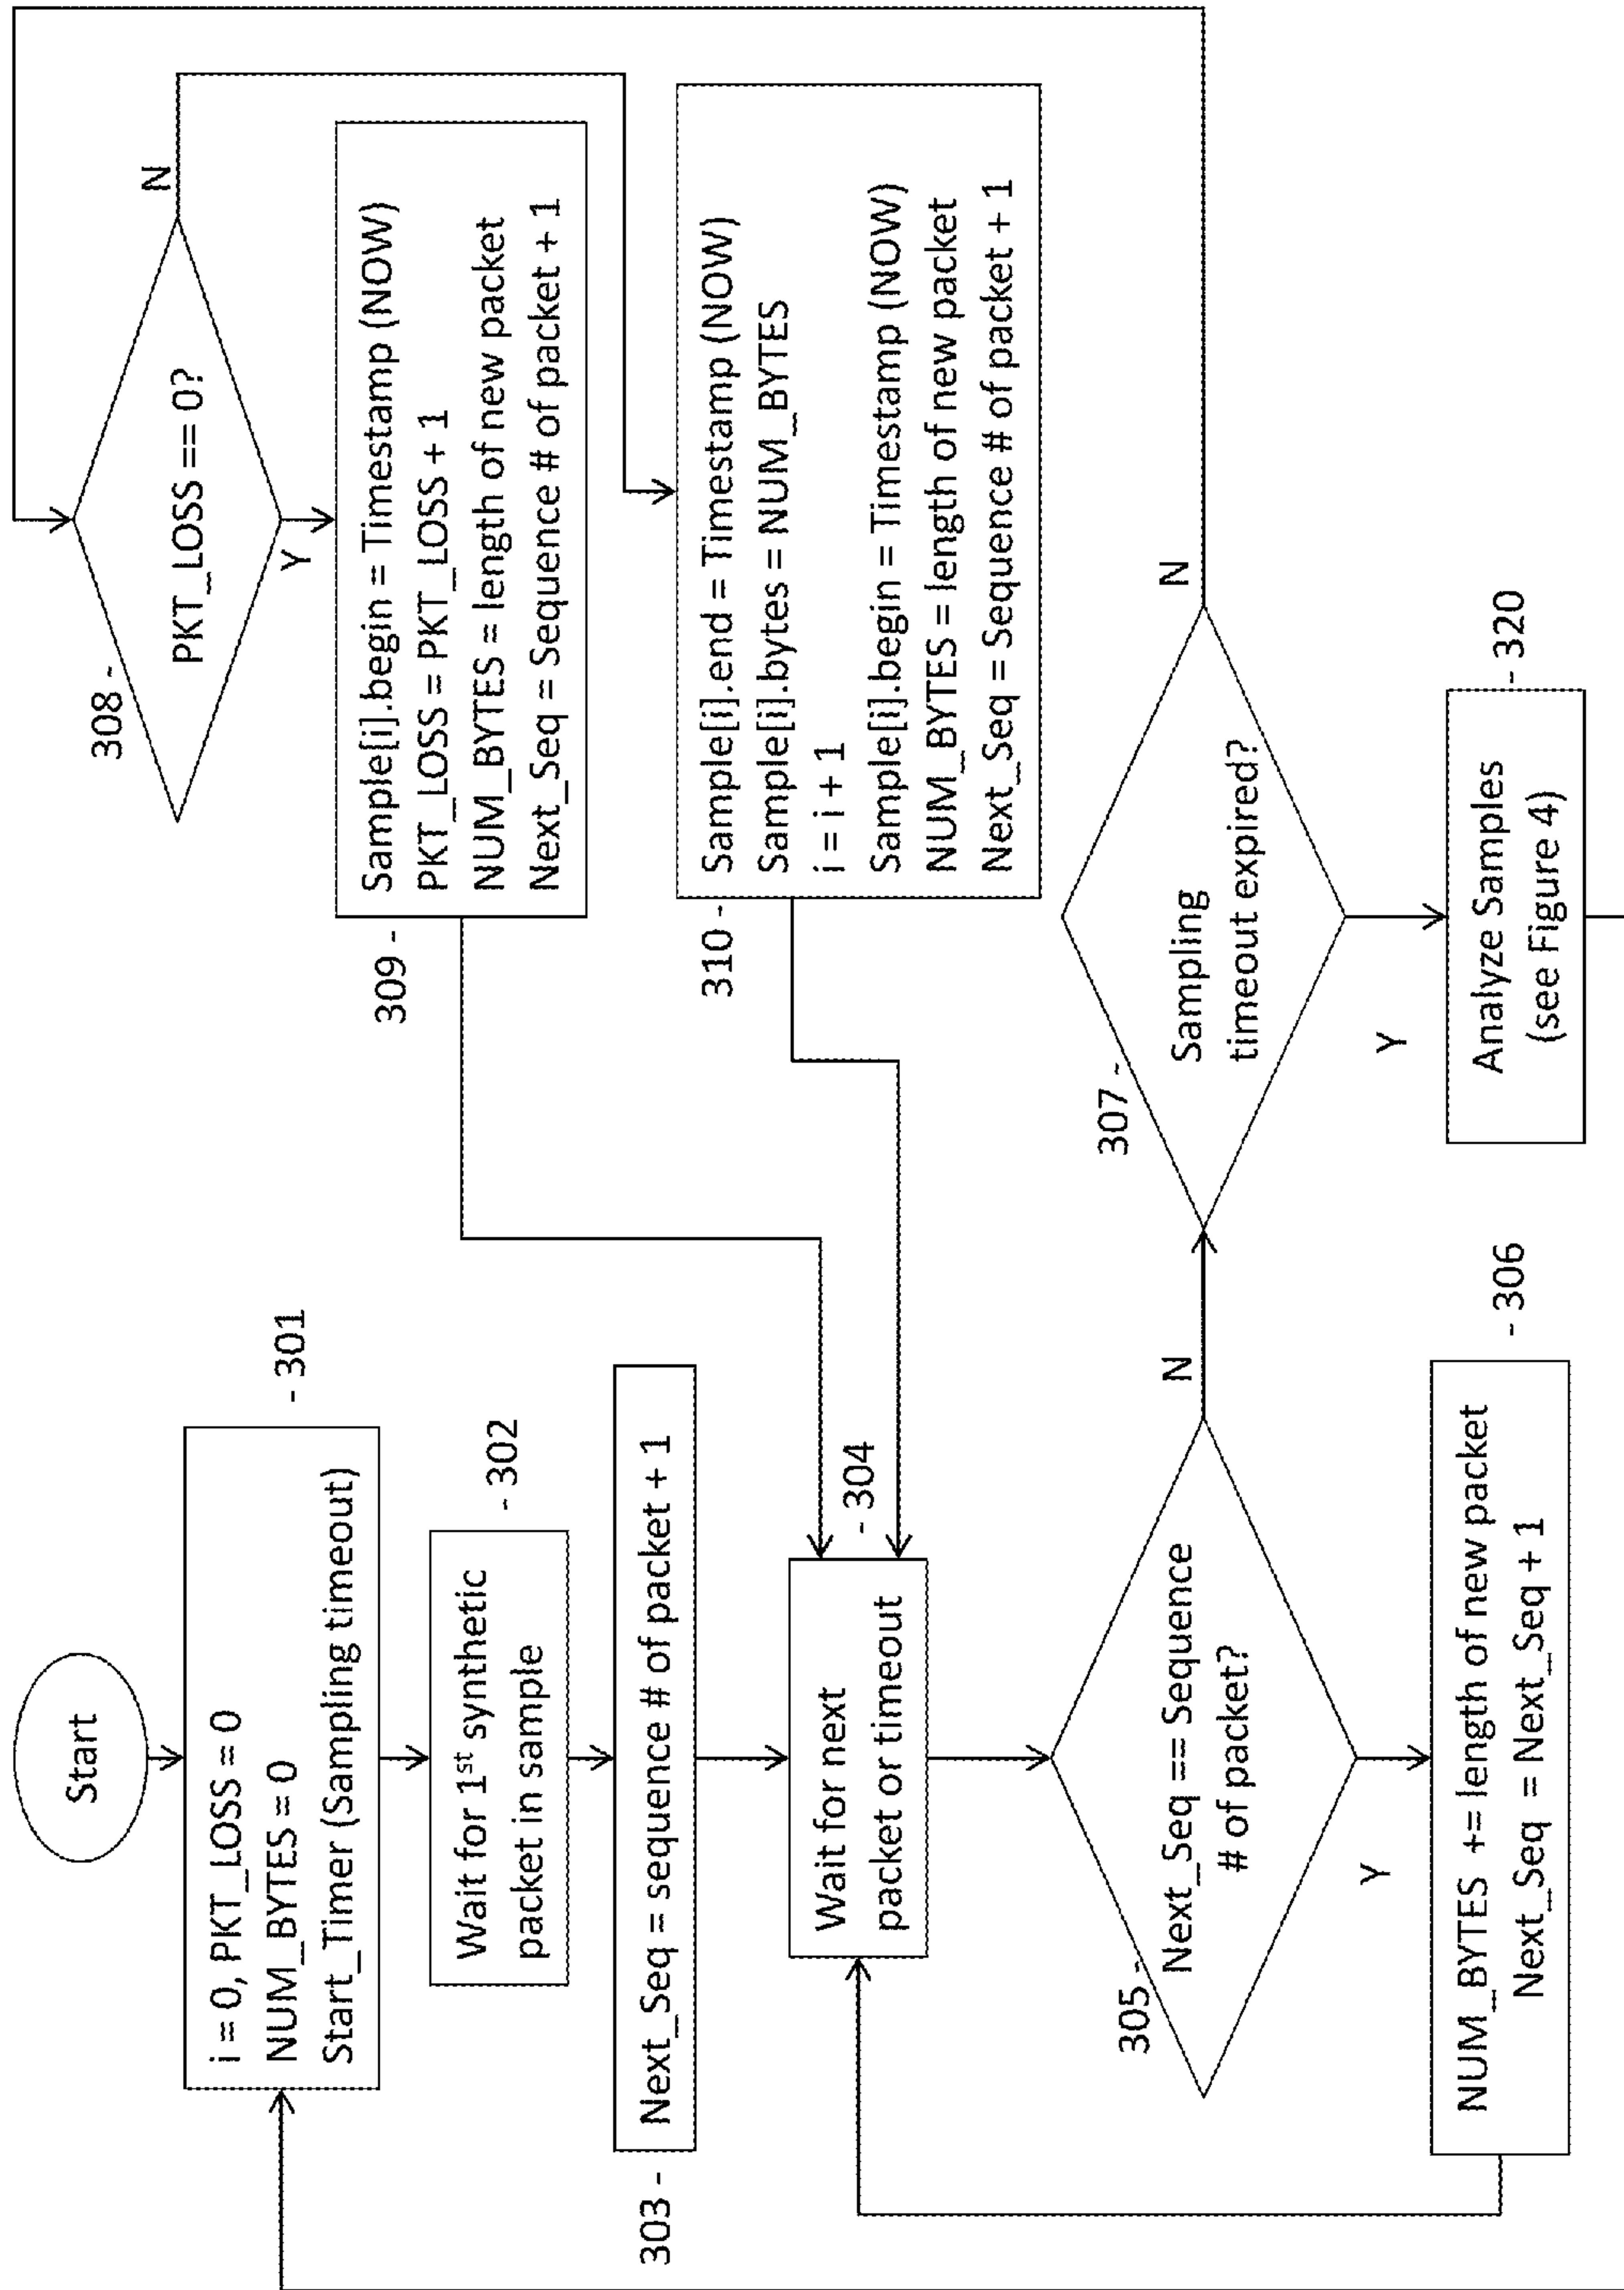 Start
i = 0, PKT_LOSS = 0
NUM_BYTES = 0
Start_Timer (Sampling timeout)
- 301
Wait for 1st synthetic
packet in sample
- 302
303 -
Next_Seq = sequence # of packet + 1
Wait for next
packet or timeout
- 304
305 -
Next_Seq == Sequence
# of packet?
N
Y
NUM_BYTES += length of new packet
Next_Seq = Next_Seq + 1
- 306
307 -
Sampling
timeout expired?
N
Y
Analyze Samples
(see Figure 4)
- 320
308 -
PKT_LOSS == 0?
N
Y
309 -
Sample[i].begin = Timestamp (NOW)
PKT_LOSS = PKT_LOSS + 1
NUM_BYTES = length of new packet
Next_Seq = Sequence # of packet + 1
310 -
Sample[i].end = Timestamp (NOW)
Sample[i].bytes = NUM_BYTES
i = i + 1
Sample[i].begin = Timestamp (NOW)
NUM_BYTES = length of new packet
Next_Seq = Sequence # of packet + 1